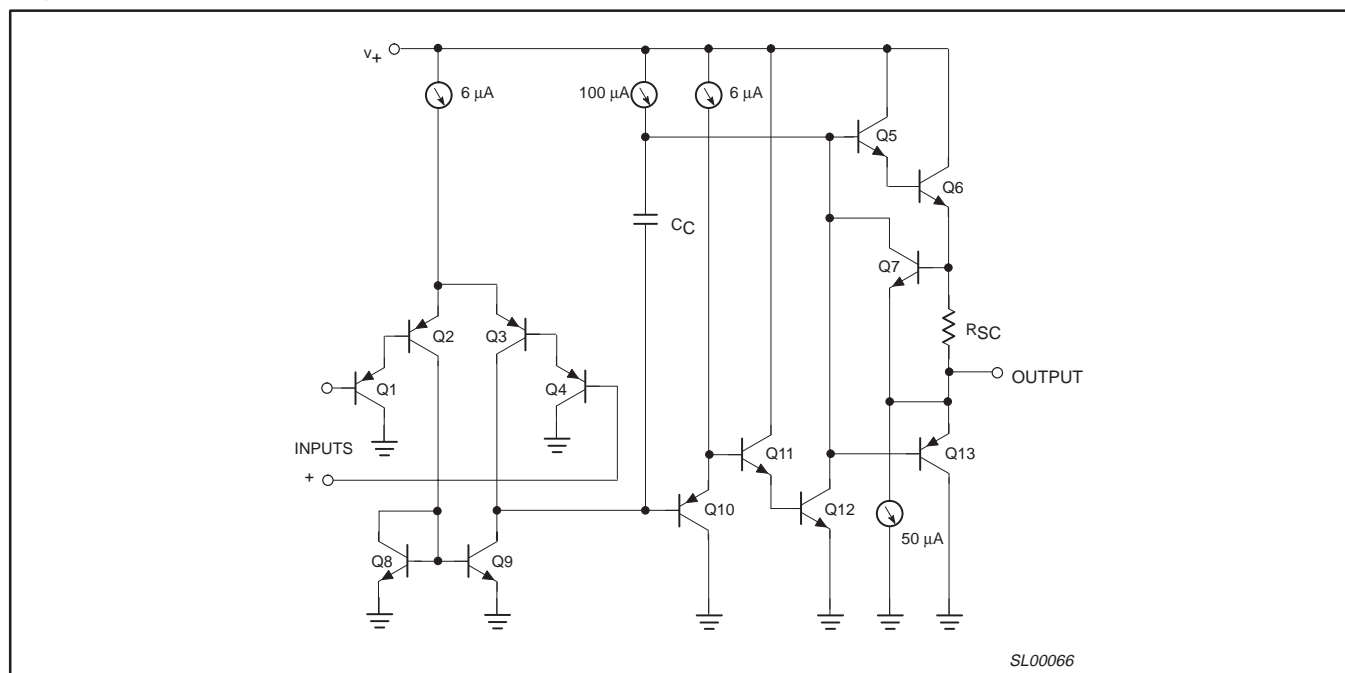 V+
6 μA
100 μA
6 μA
Q5
Q6
CC
Q7
Q2
Q3
RSC
Q1
Q4
OUTPUT
INPUTS
Q11
Q13
+
Q10
Q12
50 μA
Q8
Q9
SL00066